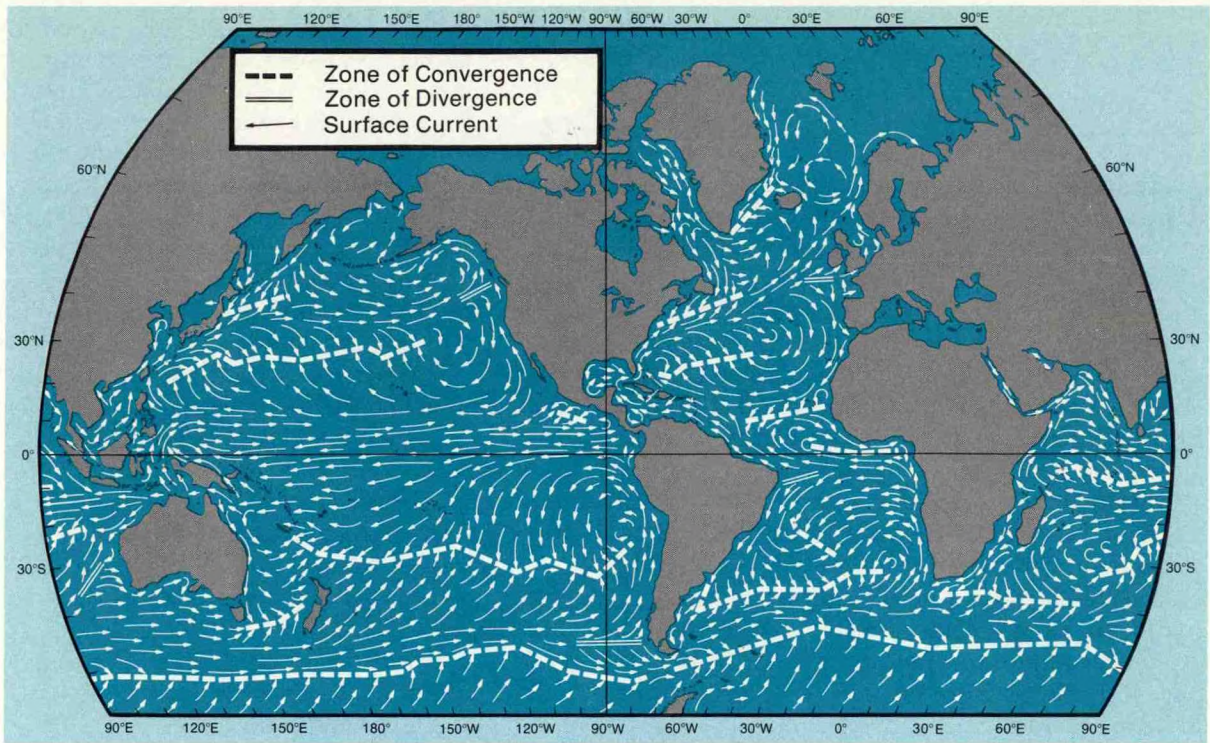 90°E 120°E 150°E 180° 150°W 120°W 90°W 60°W 30°W 0° 30°E 60°E 90°E
Zone of Convergence
Zone of Divergence
Surface Current
60°N 60°N
30°N 30°N
0° 0°
30°S 30°S
90°E 120°E 150°E 180° 150°W 120°W 90°W 60°W 30°W 0° 30°E 60°E 90°E